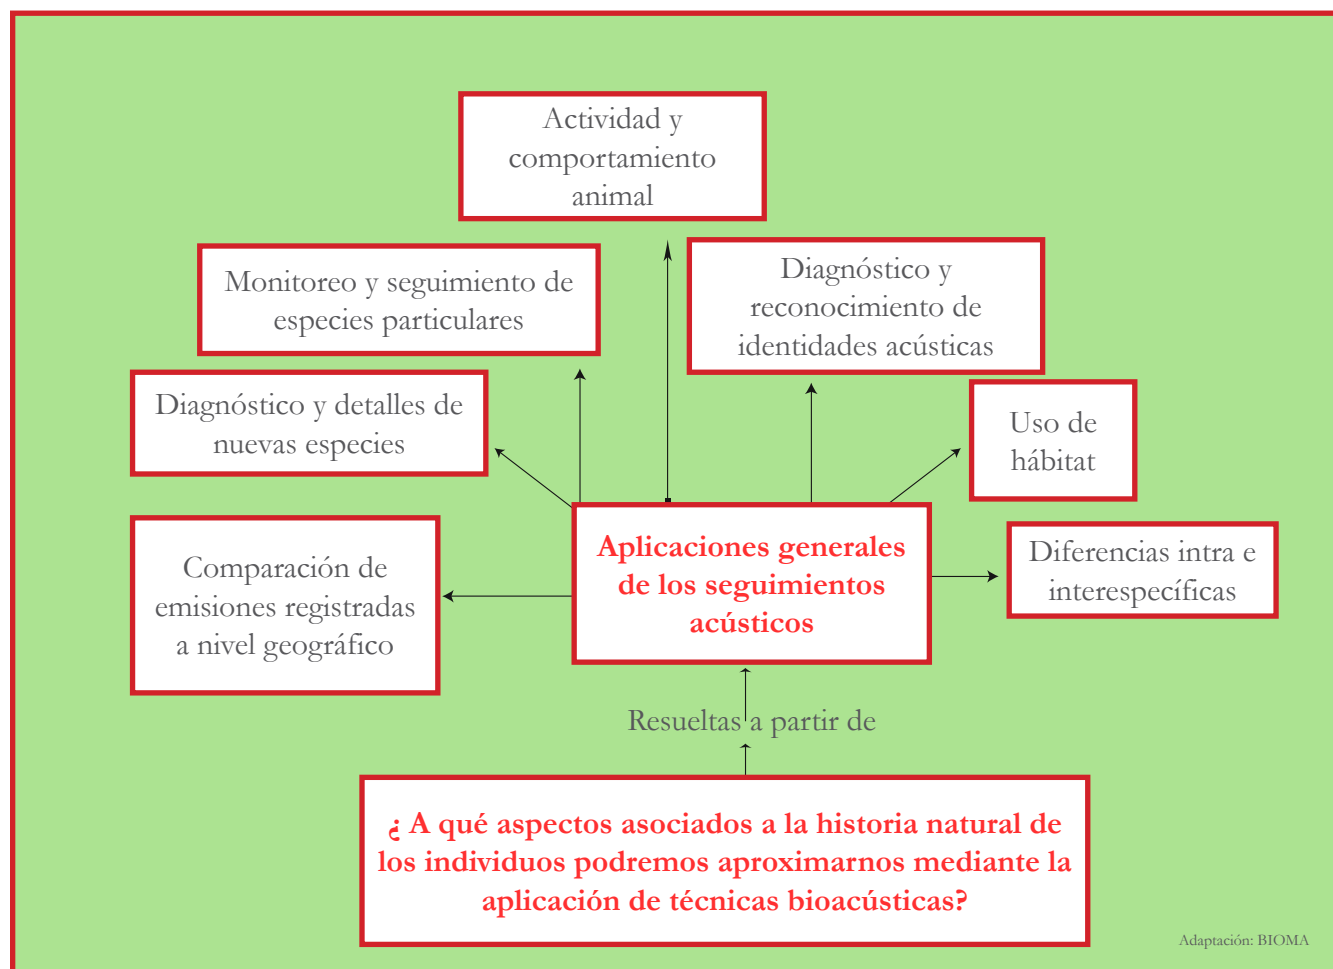 Actividad y
comportamiento
animal
Monitoreo y seguimiento de
especies particulares
Diagnóstico y
reconocimiento de
identidades acústicas
Diagnóstico y detalles de
nuevas especies
Uso de
hábitat
Comparación de
emisiones registradas
a nivel geográfico
Aplicaciones generales
de los seguimientos
acústicos
Diferencias intra e
interespecíficas
Resueltas a partir de
¿ A qué aspectos asociados a la historia natural de
los individuos podremos aproximarnos mediante la
aplicación de técnicas bioacústicas?
Adaptación: BIOMA